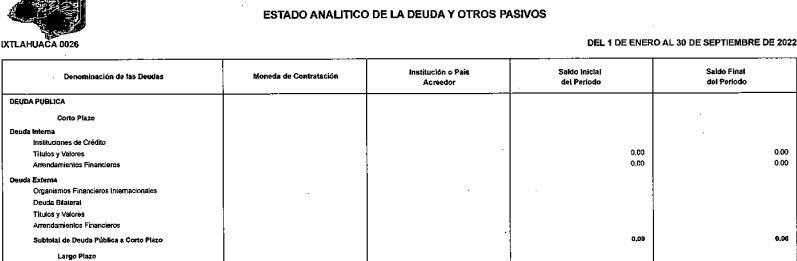 ESTADO ANALITICO DE LA DEUDA Y OTROS PASIVOS
IXTLAHUACA 0026
DEL 1 DE ENERO AL 30 DE SEPTIEMBRE DE 2022
Denominación de las Deudas Moneda de Contratación Institución o País Acreedor Saldo Inicial del Periodo Saldo Final del Periodo
DEUDA PUBLICA
Corto Plazo
Deuda Interna
Instituciones de Crédito
Títulos y Valores 0.00 0.00
Arrendamientos Financieros 0.00 0.00
Deuda Externa
Organismos Financieros Internacionales
Deuda Bilateral
Títulos y Valores
Arrendamientos Financieros
Subtotal de Deuda Pública a Corto Plazo 0.00 0.00
Largo Plazo